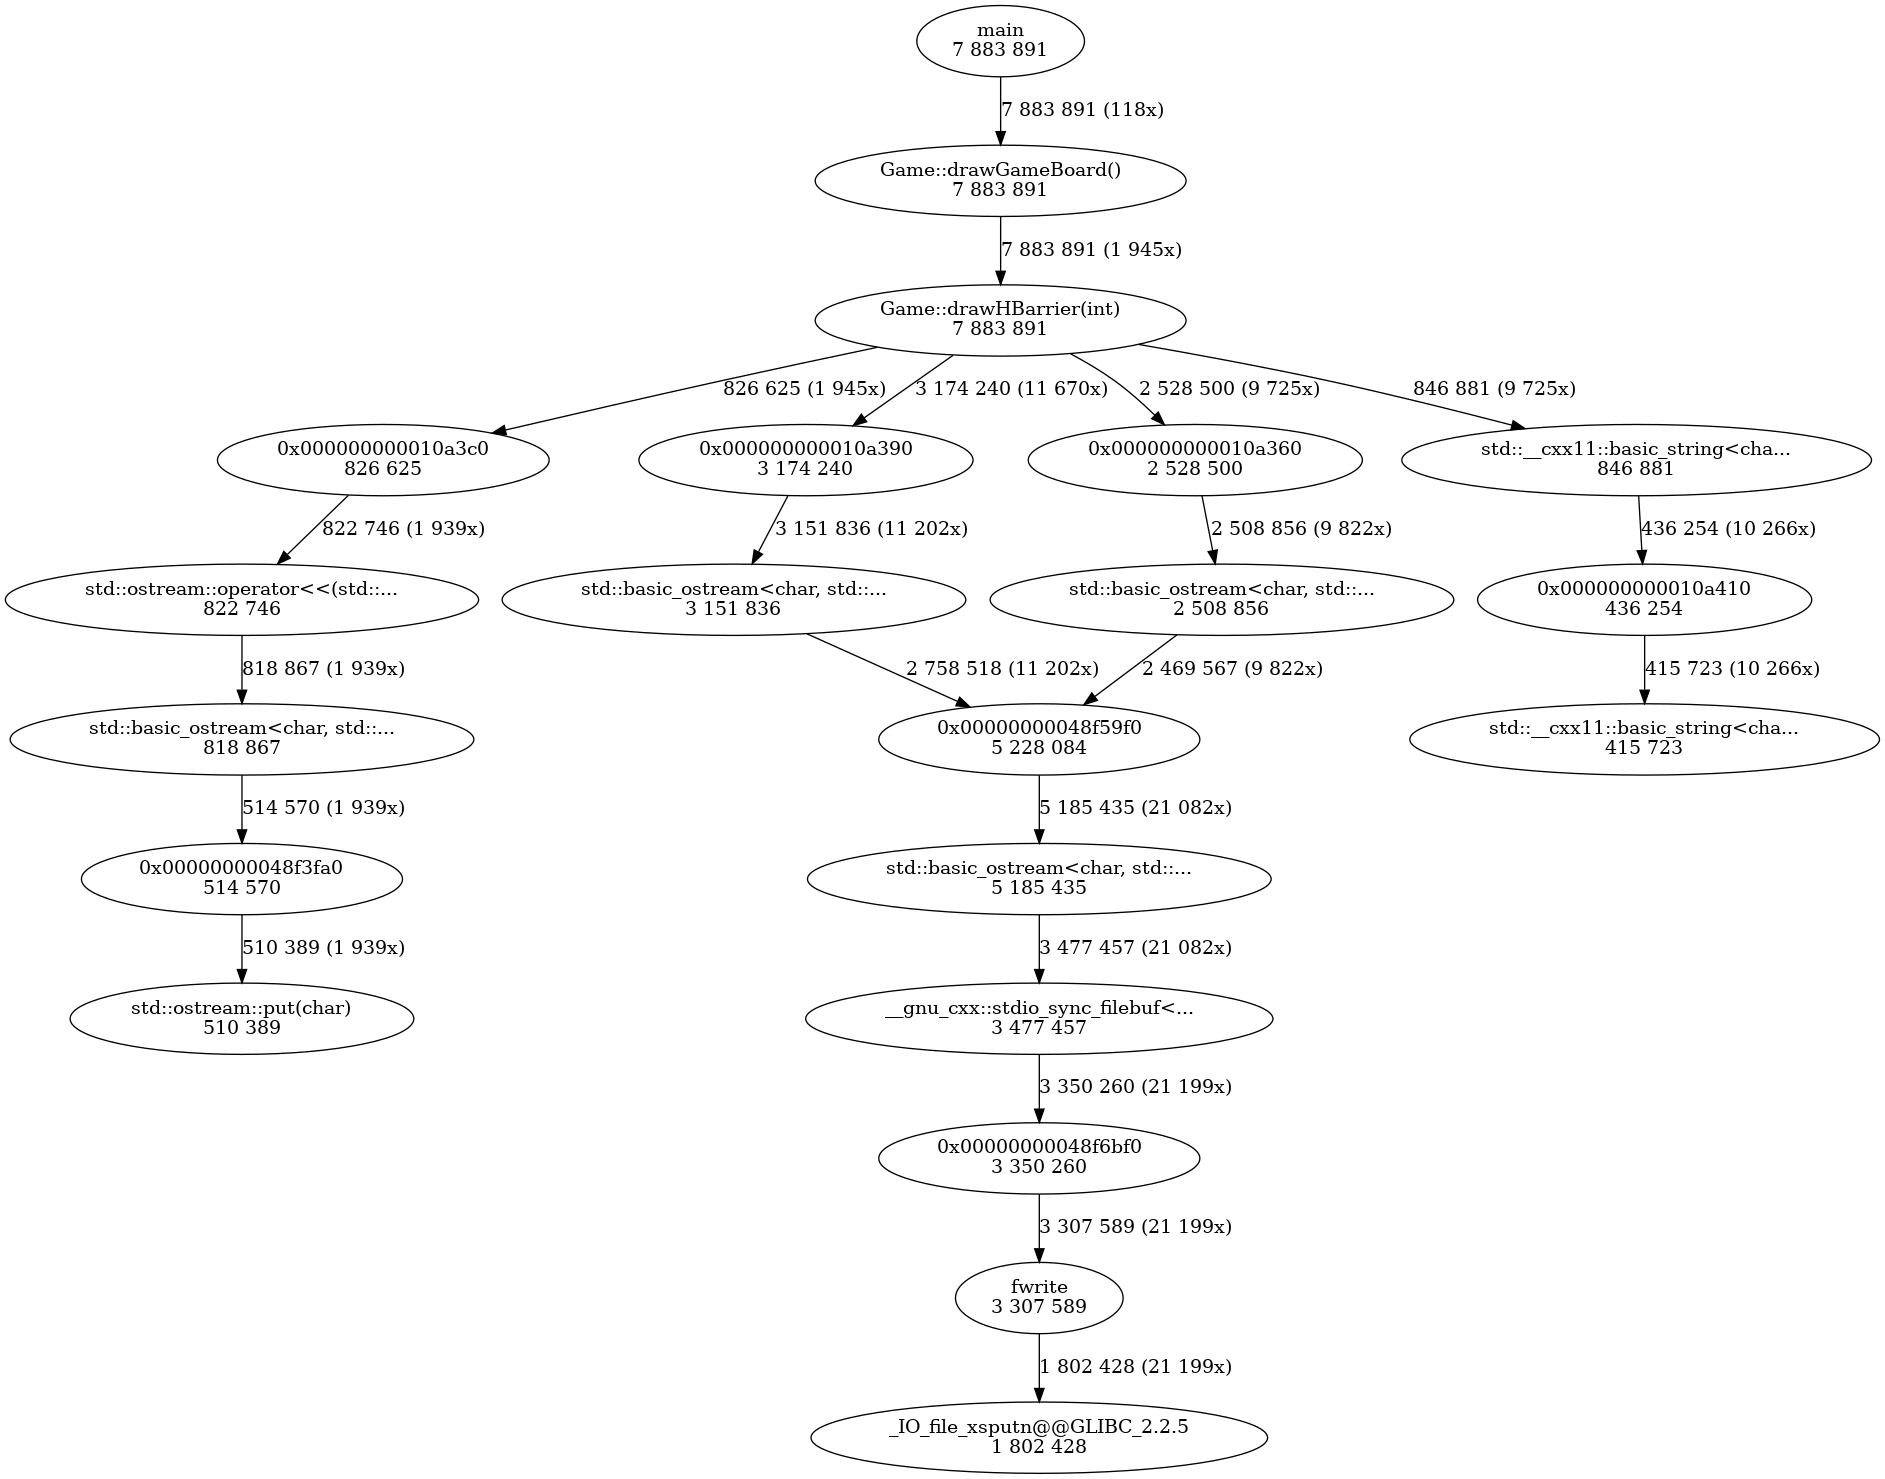 main
7 883 891
7 883 891 (118x)
Game::drawGameBoard()
7 883 891
7 883 891 (1 945x)
Game::drawHBarrier(int)
7 883 891
826 625 (1 945x)
3 174 240 (11 670x)
2 528 500 (9 725x)
846 881 (9 725x)
0x000000000010a3c0
826 625
0x000000000010a390
3 174 240
0x000000000010a360
2 528 500
std::__cxx11::basic_string<cha...
846 881
822 746 (1 939x)
3 151 836 (11 202x)
2 508 856 (9 822x)
436 254 (10 266x)
std::ostream::operator<<(std::...
822 746
std::basic_ostream<char, std::...
3 151 836
std::basic_ostream<char, std::...
2 508 856
0x000000000010a410
436 254
818 867 (1 939x)
2 758 518 (11 202x)
2 469 567 (9 822x)
415 723 (10 266x)
std::basic_ostream<char, std::...
818 867
0x00000000048f59f0
5 228 084
std::__cxx11::basic_string<cha...
415 723
514 570 (1 939x)
5 185 435 (21 082x)
0x00000000048f3fa0
514 570
std::basic_ostream<char, std::...
5 185 435
510 389 (1 939x)
3 477 457 (21 082x)
std::ostream::put(char)
510 389
__gnu_cxx::stdio_sync_filebuf<...
3 477 457
3 350 260 (21 199x)
0x00000000048f6bf0
3 350 260
3 307 589 (21 199x)
fwrite
3 307 589
1 802 428 (21 199x)
_IO_file_xsputn@@GLIBC_2.2.5
1 802 428